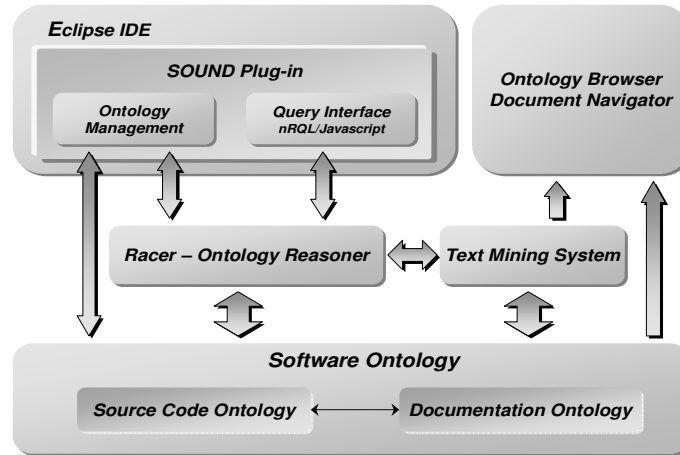 Eclipse IDE
SOUND Plug-in
Ontology
Management
Query Interface
nRQL/Javascript
Ontology Browser
Document Navigator
Racer – Ontology Reasoner
Text Mining System
Software Ontology
Source Code Ontology
Documentation Ontology